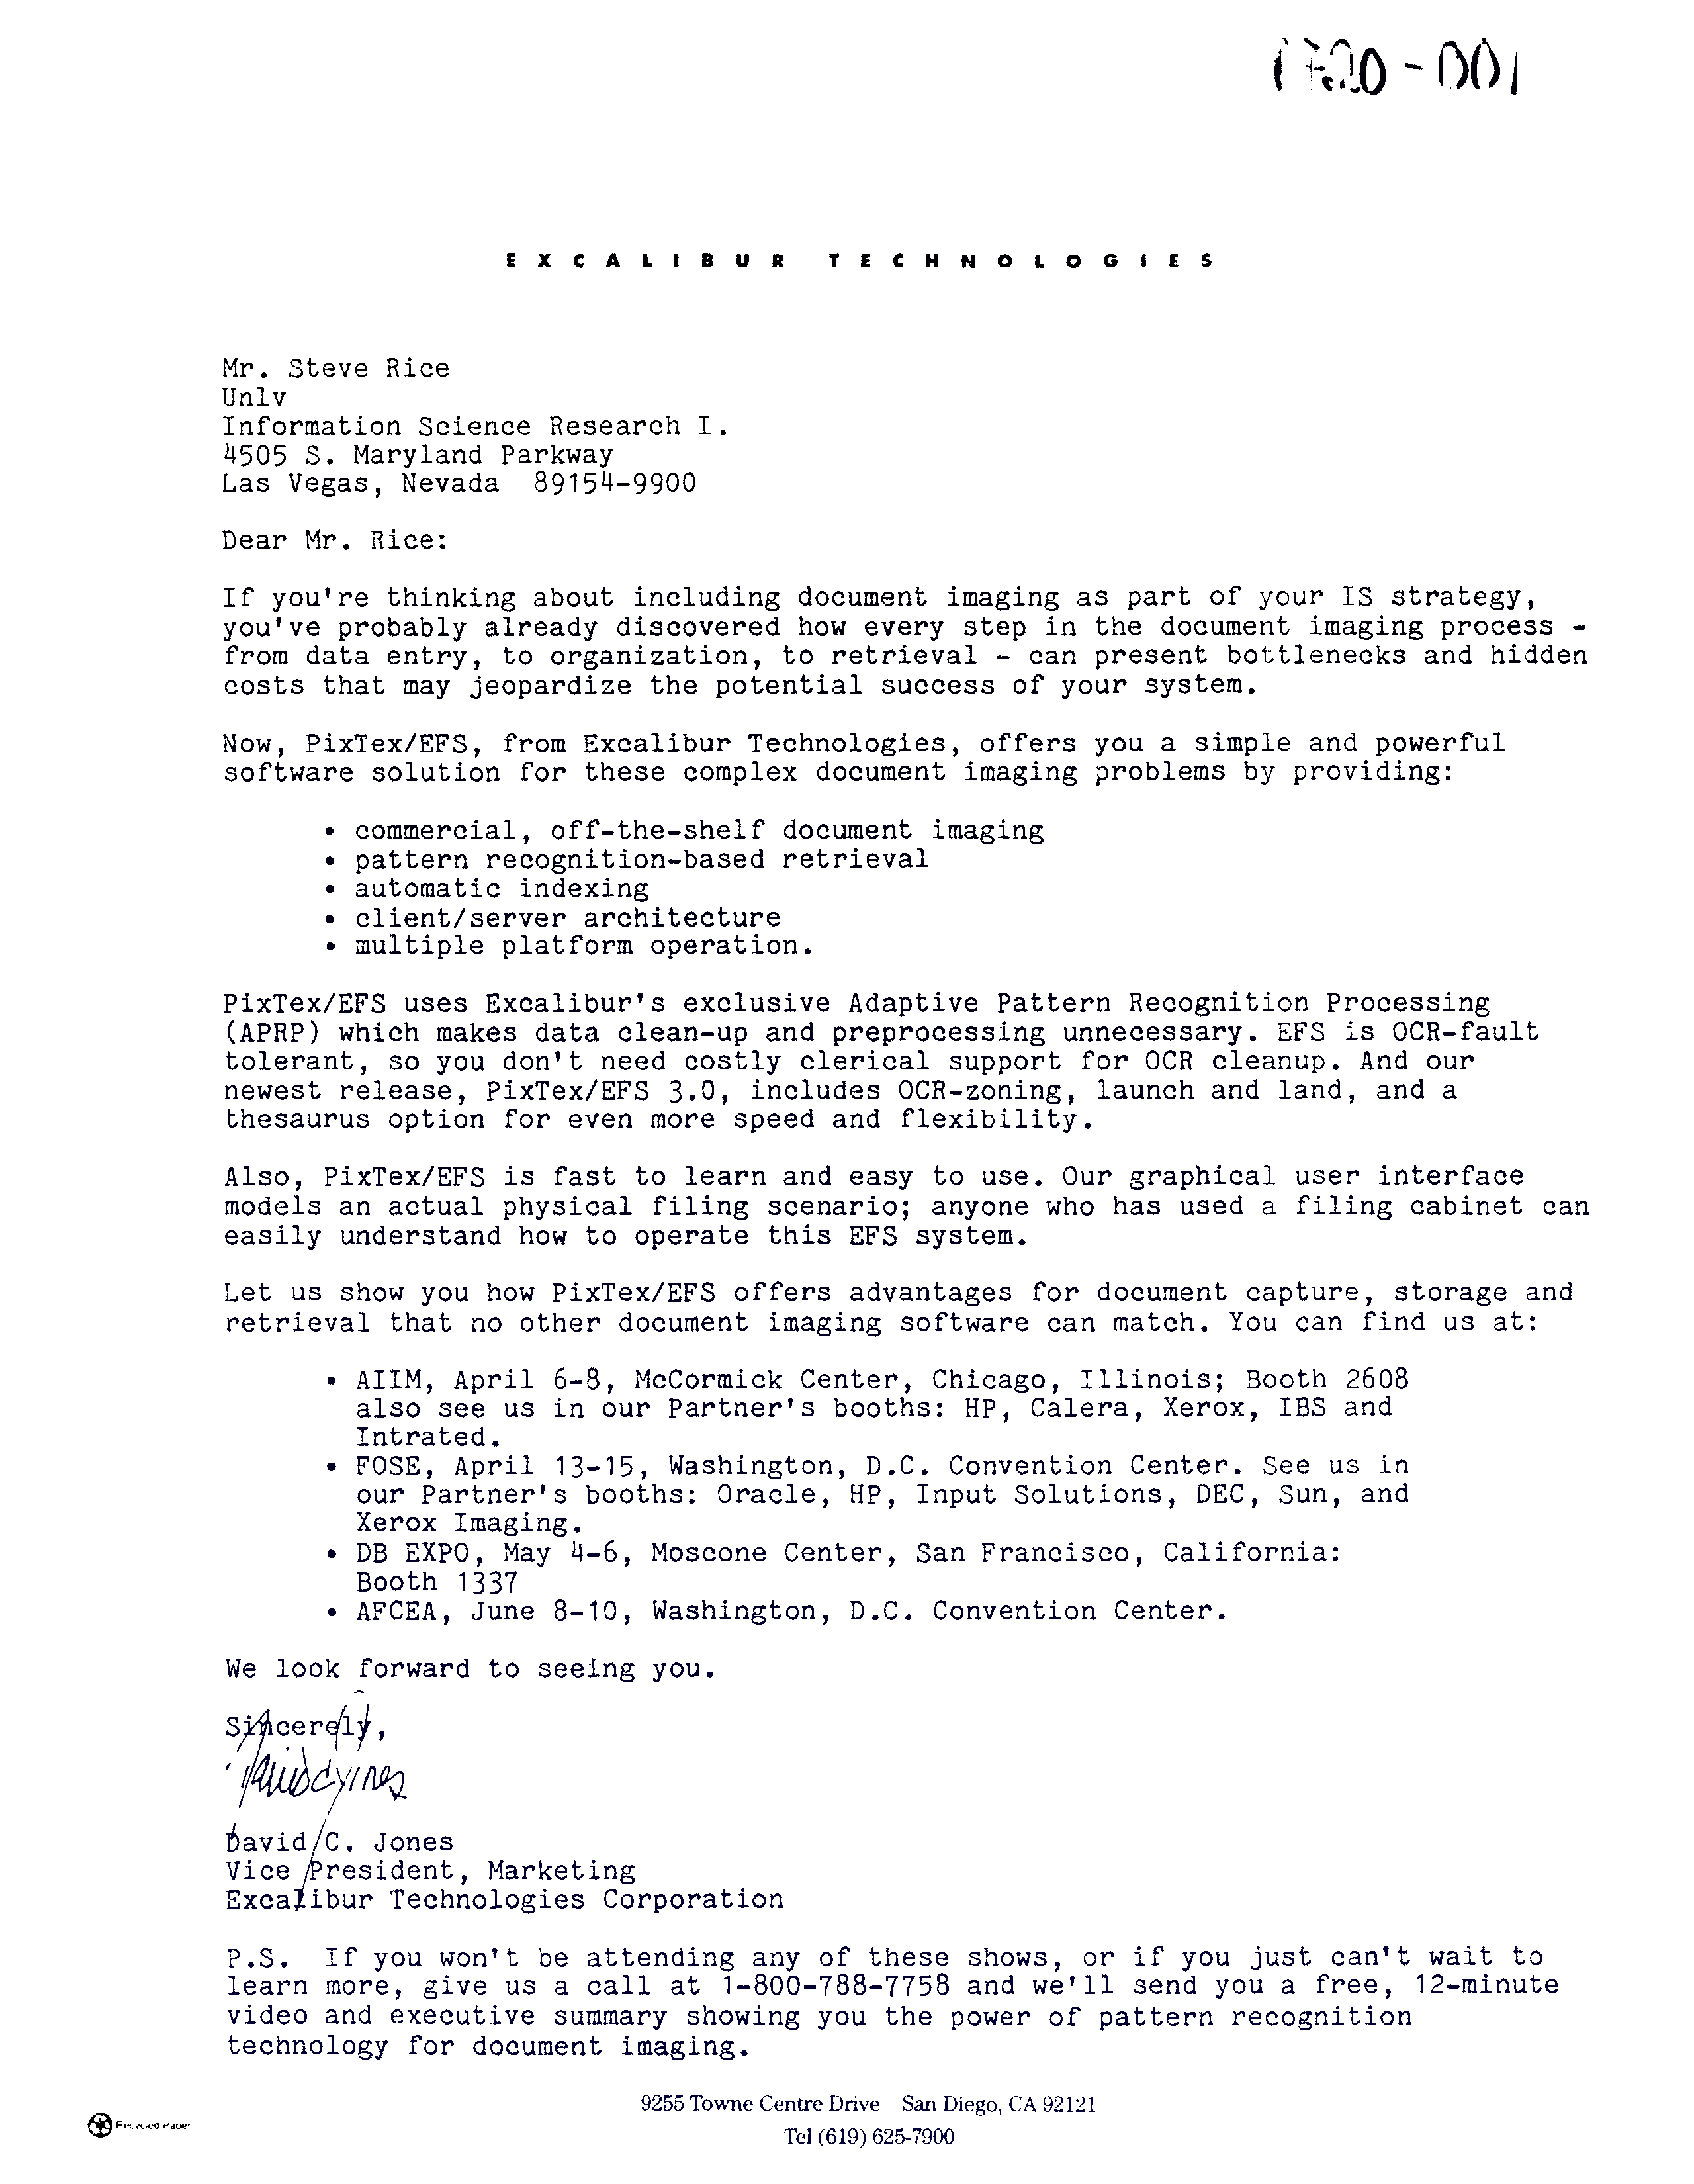 EXCALIBUR TECHNOLOGIES
Mr. Steve Rice
Unlv
Information Science Research I.
4505 S. Maryland Parkway
Las Vegas, Nevada  89154-9900
Dear Mr. Rice:
If you're thinking about including document imaging as part of your IS strategy,
you've probably already discovered how every step in the document imaging process -
from data entry, to organization, to retrieval - can present bottlenecks and hidden
costs that may jeopardize the potential success of your system.
Now, PixTex/EFS, from Excalibur Technologies, offers you a simple and powerful
software solution for these complex document imaging problems by providing:
• commercial, off-the-shelf document imaging
• pattern recognition-based retrieval
• automatic indexing
• client/server architecture
• multiple platform operation.
PixTex/EFS uses Excalibur's exclusive Adaptive Pattern Recognition Processing
(APRP) which makes data clean-up and preprocessing unnecessary. EFS is OCR-fault
tolerant, so you don't need costly clerical support for OCR cleanup. And our
newest release, PixTex/EFS 3.0, includes OCR-zoning, launch and land, and a
thesaurus option for even more speed and flexibility.
Also, PixTex/EFS is fast to learn and easy to use. Our graphical user interface
models an actual physical filing scenario; anyone who has used a filing cabinet can
easily understand how to operate this EFS system.
Let us show you how PixTex/EFS offers advantages for document capture, storage and
retrieval that no other document imaging software can match. You can find us at:
• AIIM, April 6-8, McCormick Center, Chicago, Illinois; Booth 2608
also see us in our Partner's booths: HP, Calera, Xerox, IBS and
Intrated.
• FOSE, April 13-15, Washington, D.C. Convention Center. See us in
our Partner's booths: Oracle, HP, Input Solutions, DEC, Sun, and
Xerox Imaging.
• DB EXPO, May 4-6, Moscone Center, San Francisco, California:
Booth 1337
• AFCEA, June 8-10, Washington, D.C. Convention Center.
We look forward to seeing you.
Sincerely,
David C. Jones
Vice President, Marketing
Excalibur Technologies Corporation
P.S.  If you won't be attending any of these shows, or if you just can't wait to
learn more, give us a call at 1-800-788-7758 and we'll send you a free, 12-minute
video and executive summary showing you the power of pattern recognition
technology for document imaging.
9255 Towne Centre Drive   San Diego, CA 92121
Recycled Paper
Tel (619) 625-7900